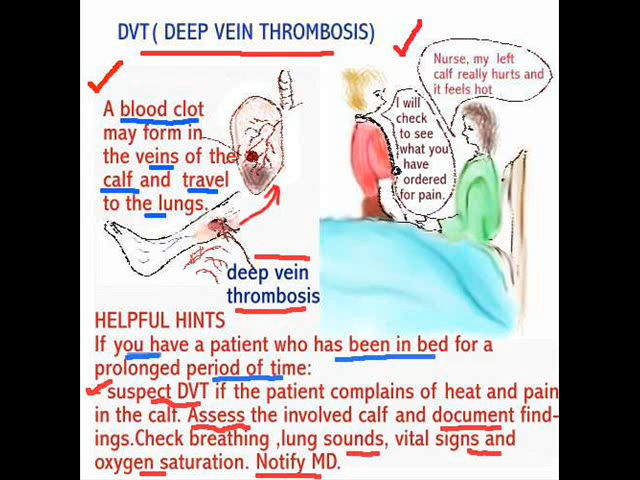 DVT( DEEP VEIN THROMBOSIS)
A blood clot
may form in
the veins of the
calf and travel
to the lungs.
deep vein
thrombosis
I will
check
to see
what you
have
ordered
for pain.
Nurse, my left
calf really hurts and
it feels hot
HELPFUL HINTS
If you have a patient who has been in bed for a
prolonged period of time:
suspect DVT if the patient complains of heat and pain
in the calf. Assess the involved calf and document find-
ings.Check breathing ,lung sounds, vital signs and
oxygen saturation. Notify MD.